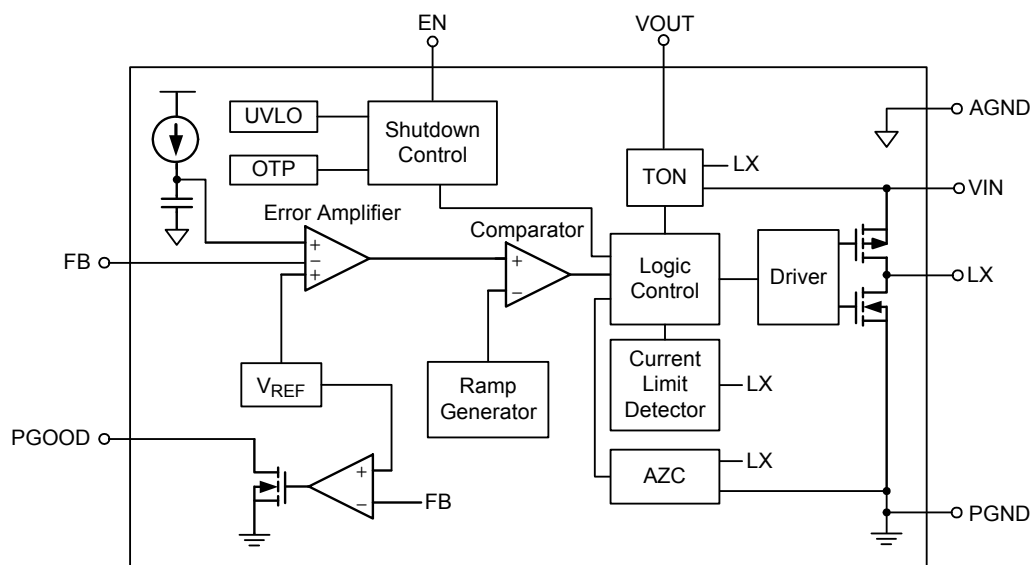 EN
VOUT
UVLO
OTP
Shutdown
Control
AGND
TON
LX
VIN
Error Amplifier
Comparator
FB
+
−
+
+
−
Logic
Control
Driver
LX
VREF
Ramp
Generator
Current
Limit
Detector
LX
PGOOD
+
−
FB
AZC
LX
PGND